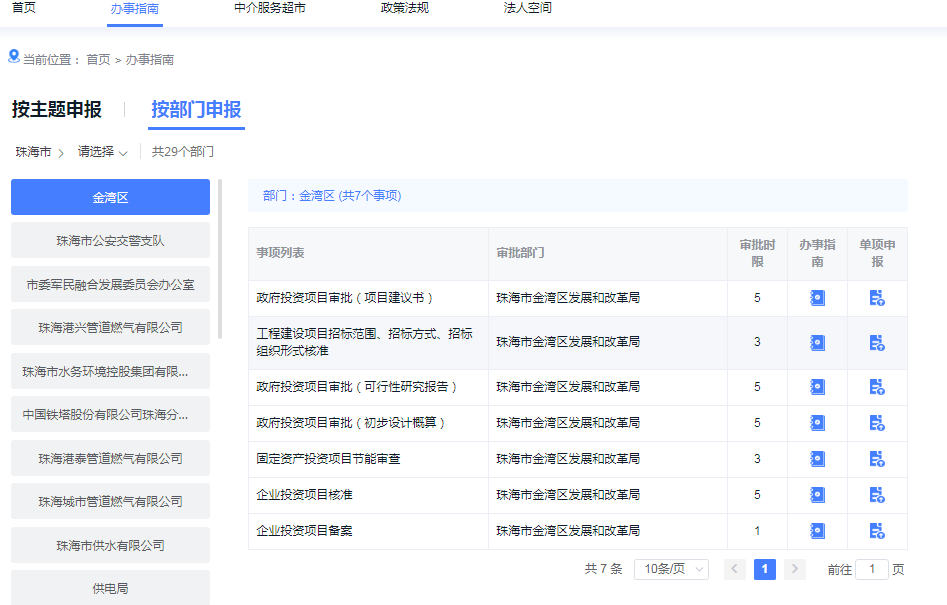 首页 办事指南 中介服务超市 政策法规 法人空间
当前位置： 首页 > 办事指南
按主题申报 按部门申报
珠海市 > 请选择 共29个部门
金湾区
珠海市公安交警支队
市委军民融合发展委员会办公室
珠海港兴管道燃气有限公司
珠海市水务环境控股集团有限...
中国铁塔股份有限公司珠海分...
珠海港泰管道燃气有限公司
珠海城市管道燃气有限公司
珠海市供水有限公司
供电局
部门：金湾区 (共7个事项)
事项列表 审批部门 审批时限 办事指南 单项申报
政府投资项目审批（项目建议书） 珠海市金湾区发展和改革局 5
工程建设项目招标范围、招标方式、招标
组织形式核准 珠海市金湾区发展和改革局 3
政府投资项目审批（可行性研究报告） 珠海市金湾区发展和改革局 5
政府投资项目审批（初步设计概算） 珠海市金湾区发展和改革局 5
固定资产投资项目节能审查 珠海市金湾区发展和改革局 3
企业投资项目核准 珠海市金湾区发展和改革局 5
企业投资项目备案 珠海市金湾区发展和改革局 1
共 7 条 10条/页 < 1 > 前往 1 页